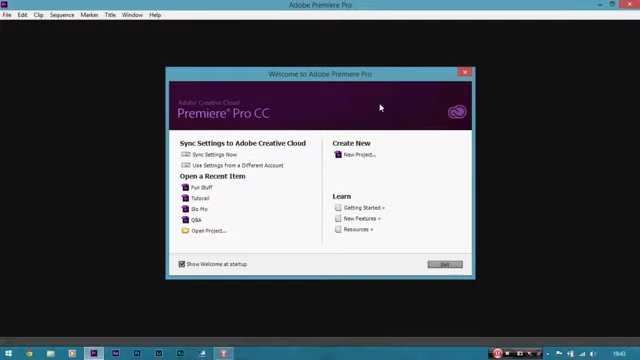 Adobe Premiere Pro
File Edit Clip Sequence Marker Title Window Help
Welcome to Adobe Premiere Pro
Adobe Creative Cloud
Premiere® Pro CC
Sync Settings to Adobe Creative Cloud
Sync Settings Now
Use Settings from a Different Account
Open a Recent Item
Fun Stuff
Tutorail
Slo Mo
Q&A
Open Project...
Create New
New Project...
Learn
Getting Started »
New Features »
Resources »
Show Welcome at startup
Exit
19:43